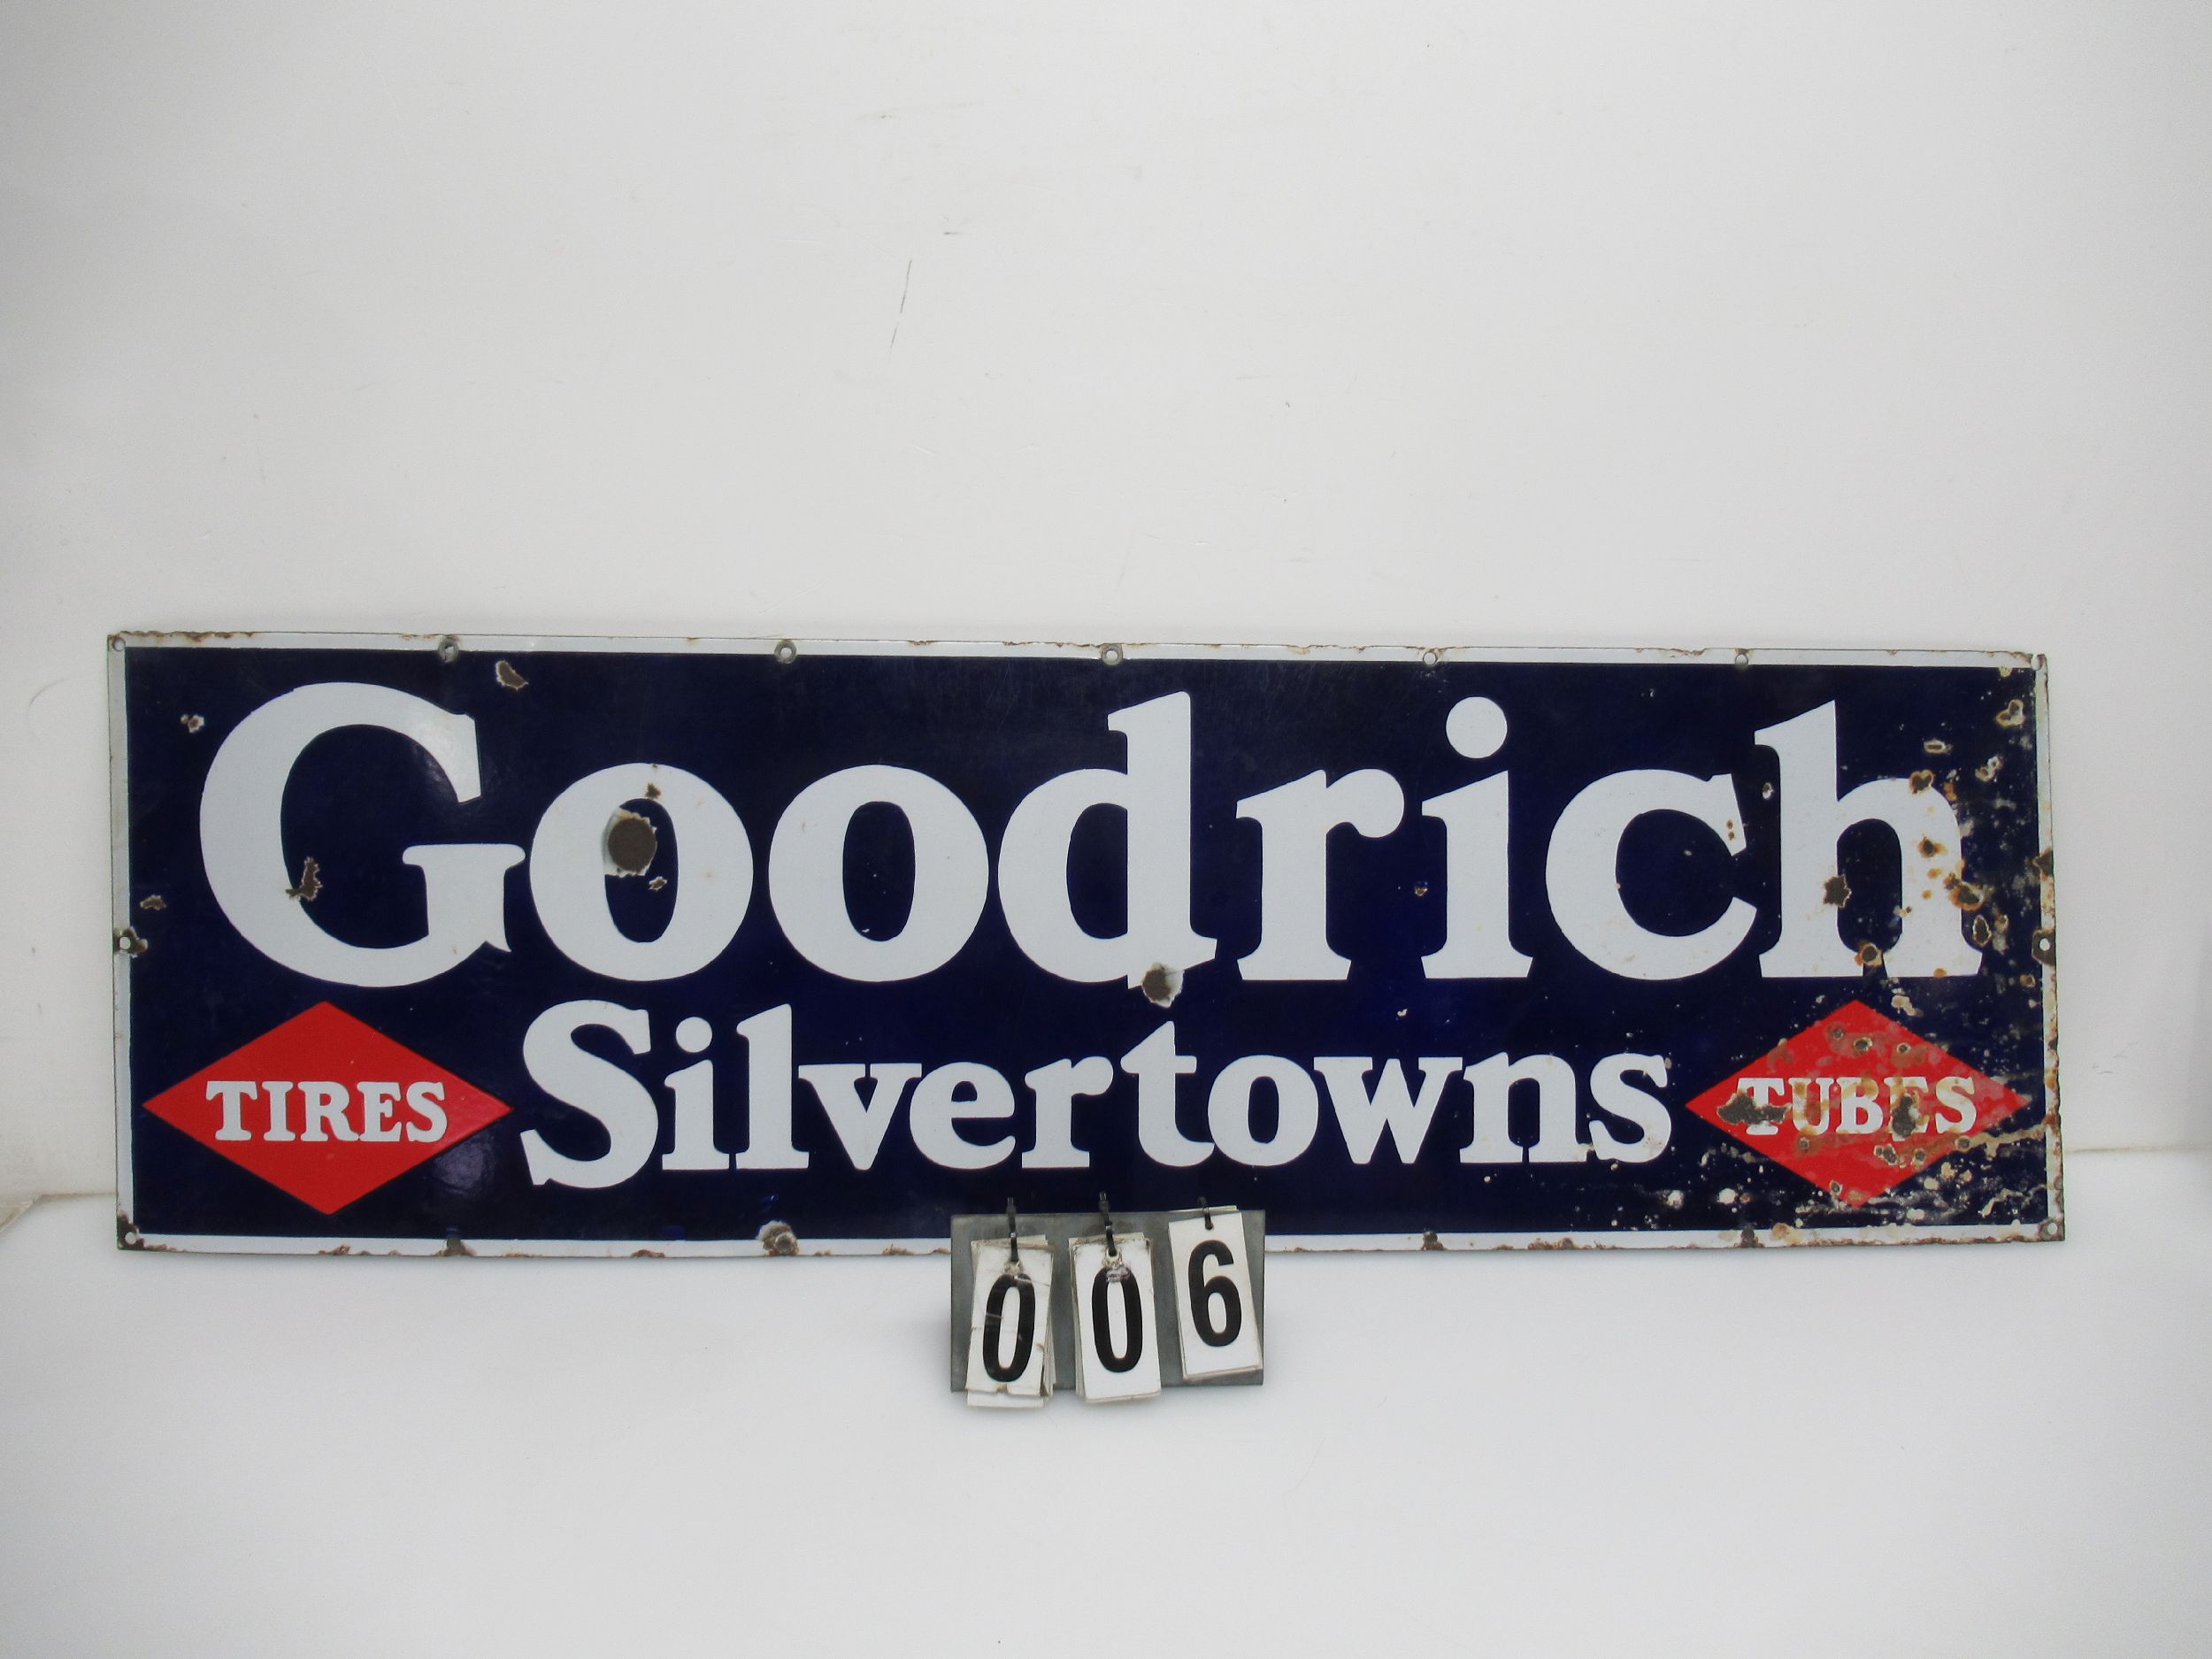 Goodrich
TIRES Silvertowns TUBES
006